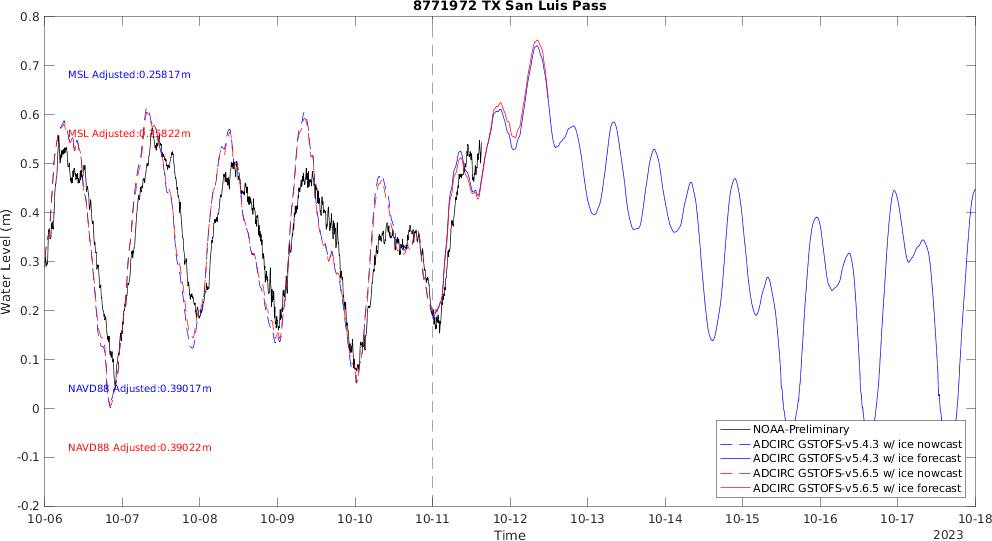 8771972 TX San Luis Pass
0.8
0.7
0.6
0.5
0.4
0.3
0.2
0.1
0
-0.1
-0.2
Water Level (m)
MSL Adjusted:0.25817m
MSL Adjusted:0.25822m
NAVD88 Adjusted:0.39017m
NAVD88 Adjusted:0.39022m
NOAA-Preliminary
ADCIRC GSTOFS-v5.4.3 w/ ice nowcast
ADCIRC GSTOFS-v5.4.3 w/ ice forecast
ADCIRC GSTOFS-v5.6.5 w/ ice nowcast
ADCIRC GSTOFS-v5.6.5 w/ ice forecast
10-06 10-07 10-08 10-09 10-10 10-11 10-12 10-13 10-14 10-15 10-16 10-17 10-18
Time
2023